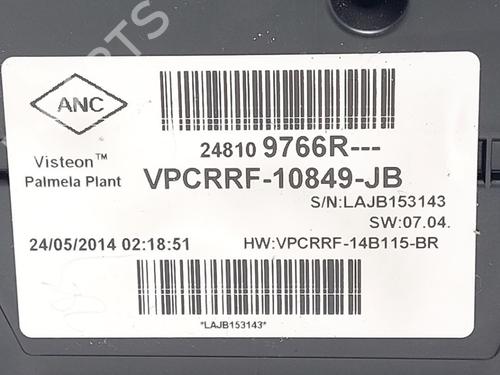 PARTS
ANC
Visteon™
Palmela Plant
24810 9766R---
VPCRRF-10849-JB
S/N:LAJB153143
SW:07.04.
24/05/2014 02:18:51
HW:VPCRRF-14B115-BR
*LAJB153143*